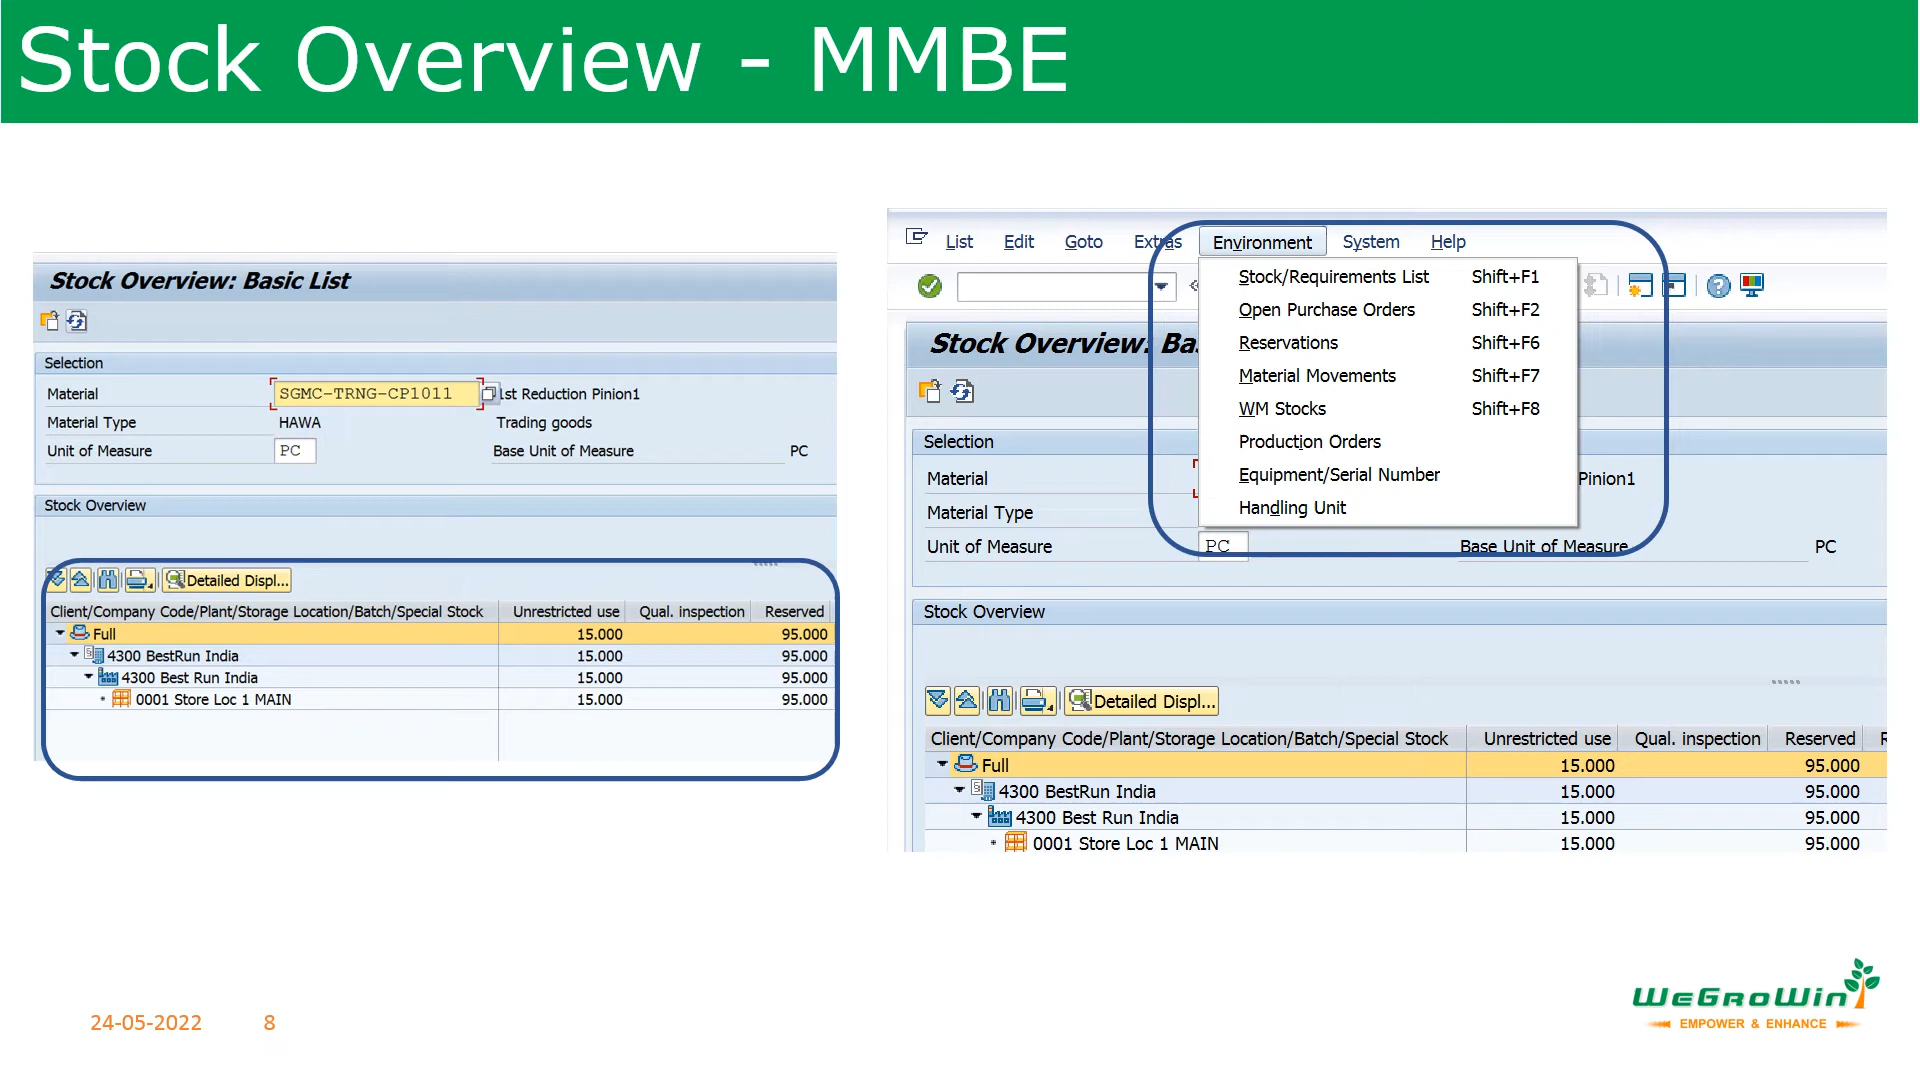 Stock Overview - MMBE
Stock Overview: Basic List
Selection
Material SGMC-TRNG-CP1011 1st Reduction Pinion1
Material Type HAWA Trading goods
Unit of Measure PC Base Unit of Measure PC
Stock Overview
Detailed Displ...
Client/Company Code/Plant/Storage Location/Batch/Special Stock Unrestricted use Qual. inspection Reserved
Full 15.000 95.000
4300 BestRun India 15.000 95.000
4300 Best Run India 15.000 95.000
0001 Store Loc 1 MAIN 15.000 95.000
List Edit Goto Extras Environment System Help
Stock/Requirements List Shift+F1
Open Purchase Orders Shift+F2
Reservations Shift+F6
Material Movements Shift+F7
WM Stocks Shift+F8
Production Orders
Equipment/Serial Number
Handling Unit
Stock Overview: Ba
Selection
Material Pinion1
Material Type
Unit of Measure PC Base Unit of Measure PC
Stock Overview
Detailed Displ...
Client/Company Code/Plant/Storage Location/Batch/Special Stock Unrestricted use Qual. inspection Reserved
Full 15.000 95.000
4300 BestRun India 15.000 95.000
4300 Best Run India 15.000 95.000
0001 Store Loc 1 MAIN 15.000 95.000
WeGroWin
EMPOWER & ENHANCE
24-05-2022 8